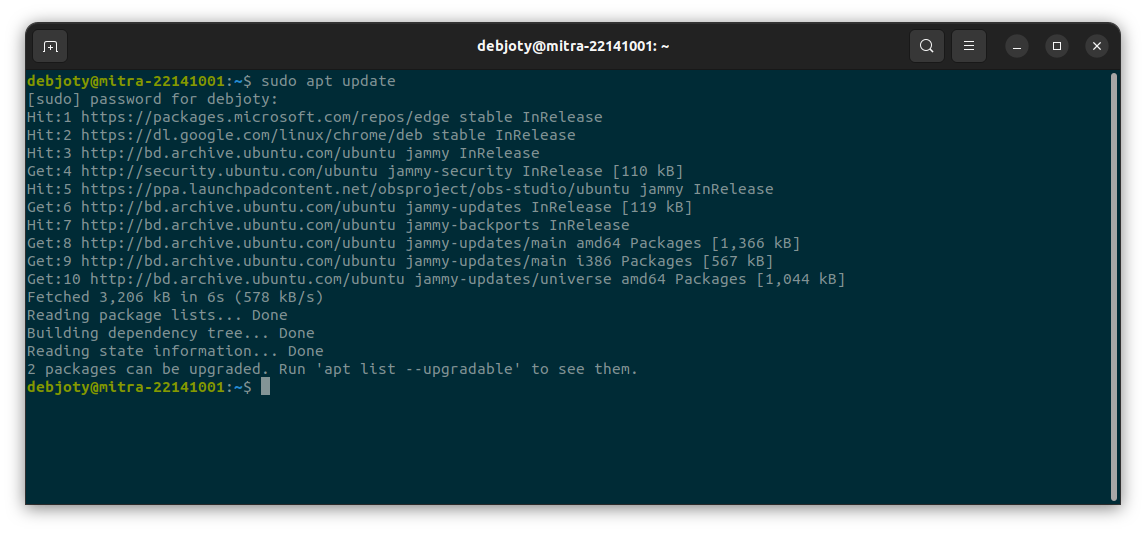 debjoty@mitra-22141001: ~
debjoty@mitra-22141001:~$ sudo apt update
[sudo] password for debjoty:
Hit:1 https://packages.microsoft.com/repos/edge stable InRelease
Hit:2 https://dl.google.com/linux/chrome/deb stable InRelease
Hit:3 http://bd.archive.ubuntu.com/ubuntu jammy InRelease
Get:4 http://security.ubuntu.com/ubuntu jammy-security InRelease [110 kB]
Hit:5 https://ppa.launchpadcontent.net/obsproject/obs-studio/ubuntu jammy InRelease
Get:6 http://bd.archive.ubuntu.com/ubuntu jammy-updates InRelease [119 kB]
Hit:7 http://bd.archive.ubuntu.com/ubuntu jammy-backports InRelease
Get:8 http://bd.archive.ubuntu.com/ubuntu jammy-updates/main amd64 Packages [1,366 kB]
Get:9 http://bd.archive.ubuntu.com/ubuntu jammy-updates/main i386 Packages [567 kB]
Get:10 http://bd.archive.ubuntu.com/ubuntu jammy-updates/universe amd64 Packages [1,044 kB]
Fetched 3,206 kB in 6s (578 kB/s)
Reading package lists... Done
Building dependency tree... Done
Reading state information... Done
2 packages can be upgraded. Run 'apt list --upgradable' to see them.
debjoty@mitra-22141001:~$